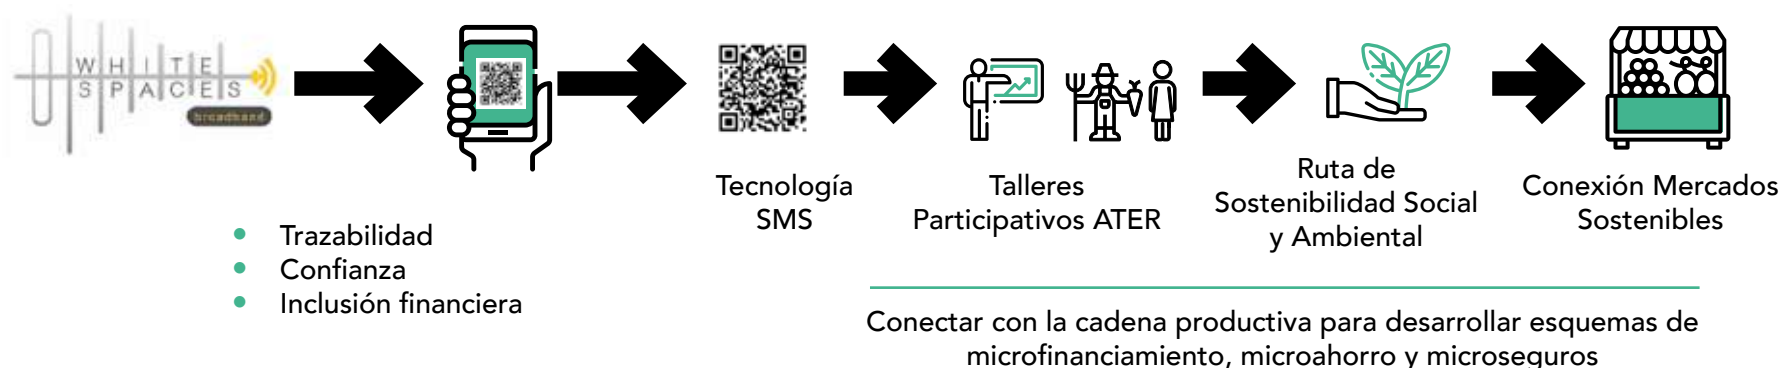 WHITE
SPACES
broadband
Trazabilidad
Confianza
Inclusión financiera
Tecnología
SMS
Talleres
Participativos ATER
Ruta de
Sostenibilidad Social
y Ambiental
Conexión Mercados
Sostenibles
Conectar con la cadena productiva para desarrollar esquemas de
microfinanciamiento, microahorro y microseguros